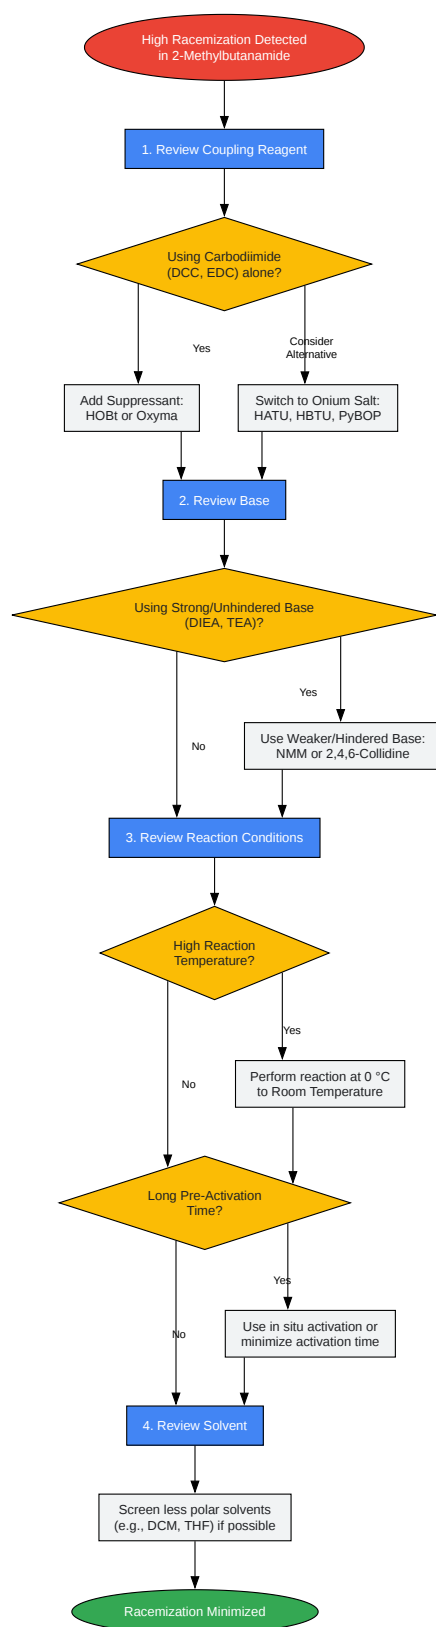 High Racemization Detected
in 2-Methylbutanamide
1. Review Coupling Reagent
Using Carbodiimide
(DCC, EDC) alone?
Yes
Consider
Alternative
Add Suppressant:
HOBt or Oxyma
Switch to Onium Salt:
HATU, HBTU, PyBOP
2. Review Base
Using Strong/Unhindered Base
(DIEA, TEA)?
Yes
No
Use Weaker/Hindered Base:
NMM or 2,4,6-Collidine
3. Review Reaction Conditions
High Reaction
Temperature?
Yes
No
Perform reaction at 0 °C
to Room Temperature
Long Pre-Activation
Time?
Yes
No
Use in situ activation or
minimize activation time
4. Review Solvent
Screen less polar solvents
(e.g., DCM, THF) if possible
Racemization Minimized